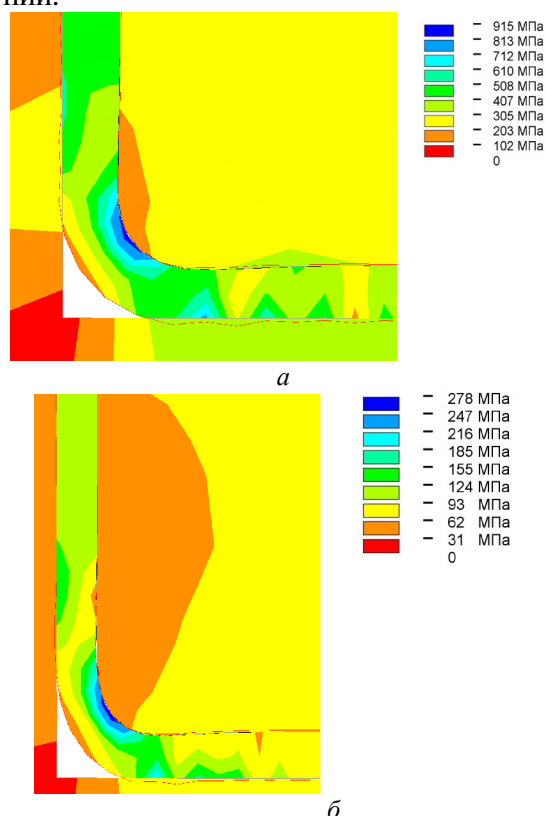 нии.
915 МПа
813 МПа
712 МПа
610 МПа
508 МПа
407 МПа
305 МПа
203 МПа
102 МПа
0
а
278 МПа
247 МПа
216 МПа
185 МПа
155 МПа
124 МПа
93 МПа
62 МПа
31 МПа
0
б